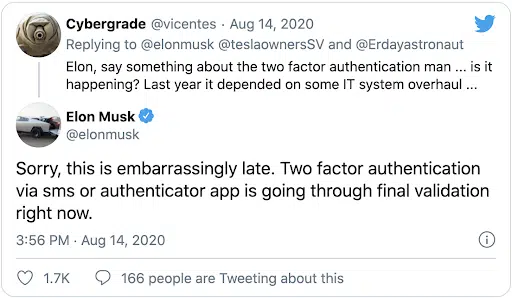 Cybergrade @vicentes · Aug 14, 2020
Replying to @elonmusk @teslaownersSV and @Erdayastronaut
Elon, say something about the two factor authentication man ... is it
happening? Last year it depended on some IT system overhaul ...
Elon Musk
@elonmusk
Sorry, this is embarrassingly late. Two factor authentication
via sms or authenticator app is going through final validation
right now.
3:56 PM · Aug 14, 2020
1.7K 166 people are Tweeting about this